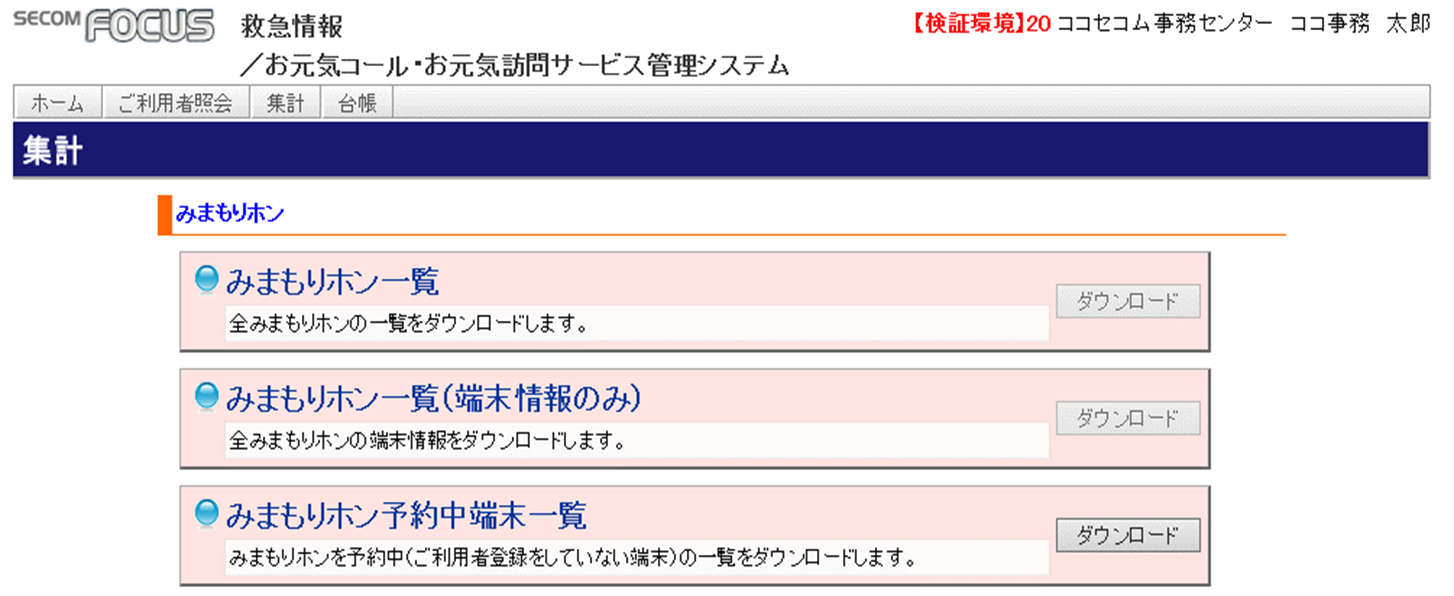 SECOM FOCUS 救急情報
／お元気コール・お元気訪問サービス管理システム
【検証環境】20 ココセコム事務センター ココ事務 太郎
ホーム ご利用者照会 集計 台帳
集計
みまもりホン
みまもりホン一覧
全みまもりホンの一覧をダウンロードします。
ダウンロード
みまもりホン一覧(端末情報のみ)
全みまもりホンの端末情報をダウンロードします。
ダウンロード
みまもりホン予約中端末一覧
みまもりホンを予約中(ご利用者登録をしていない端末)の一覧をダウンロードします。
ダウンロード